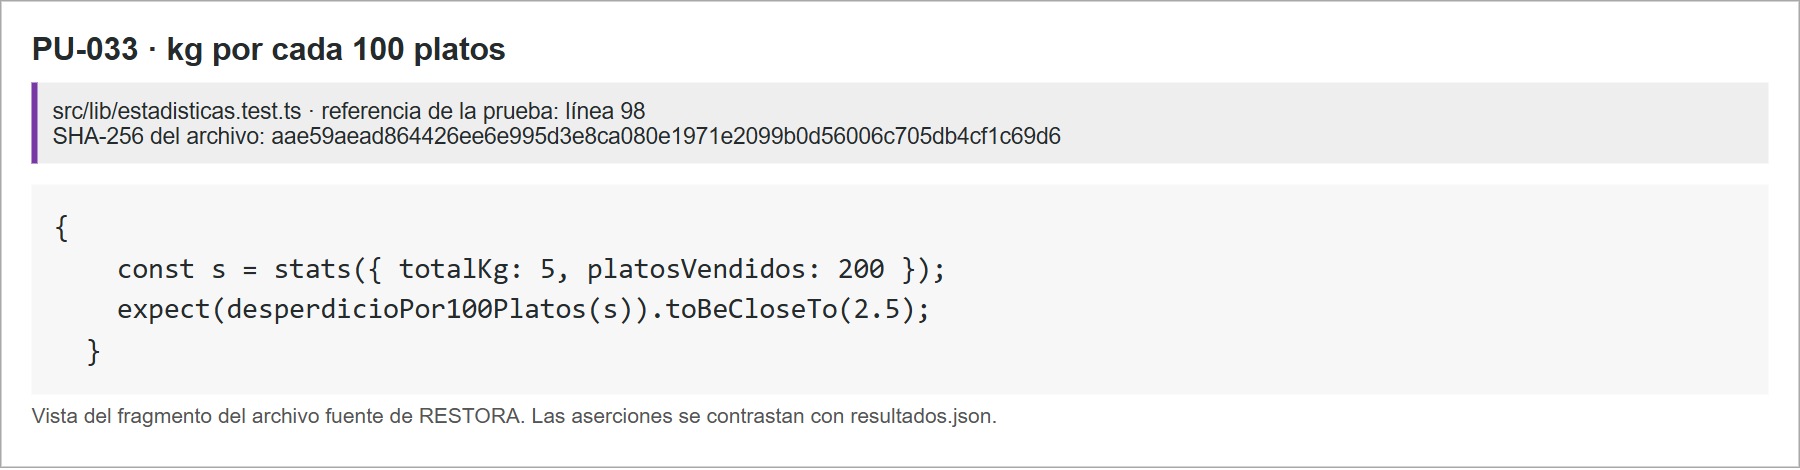 PU-033 · kg por cada 100 platos
src/lib/estadisticas.test.ts · referencia de la prueba: línea 98
SHA-256 del archivo: aae59aead864426ee6e995d3e8ca080e1971e2099b0d56006c705db4cf1c69d6
{
    const s = stats({ totalKg: 5, platosVendidos: 200 });
    expect(desperdicioPor100Platos(s)).toBeCloseTo(2.5);
  }
Vista del fragmento del archivo fuente de RESTORA. Las aserciones se contrastan con resultados.json.